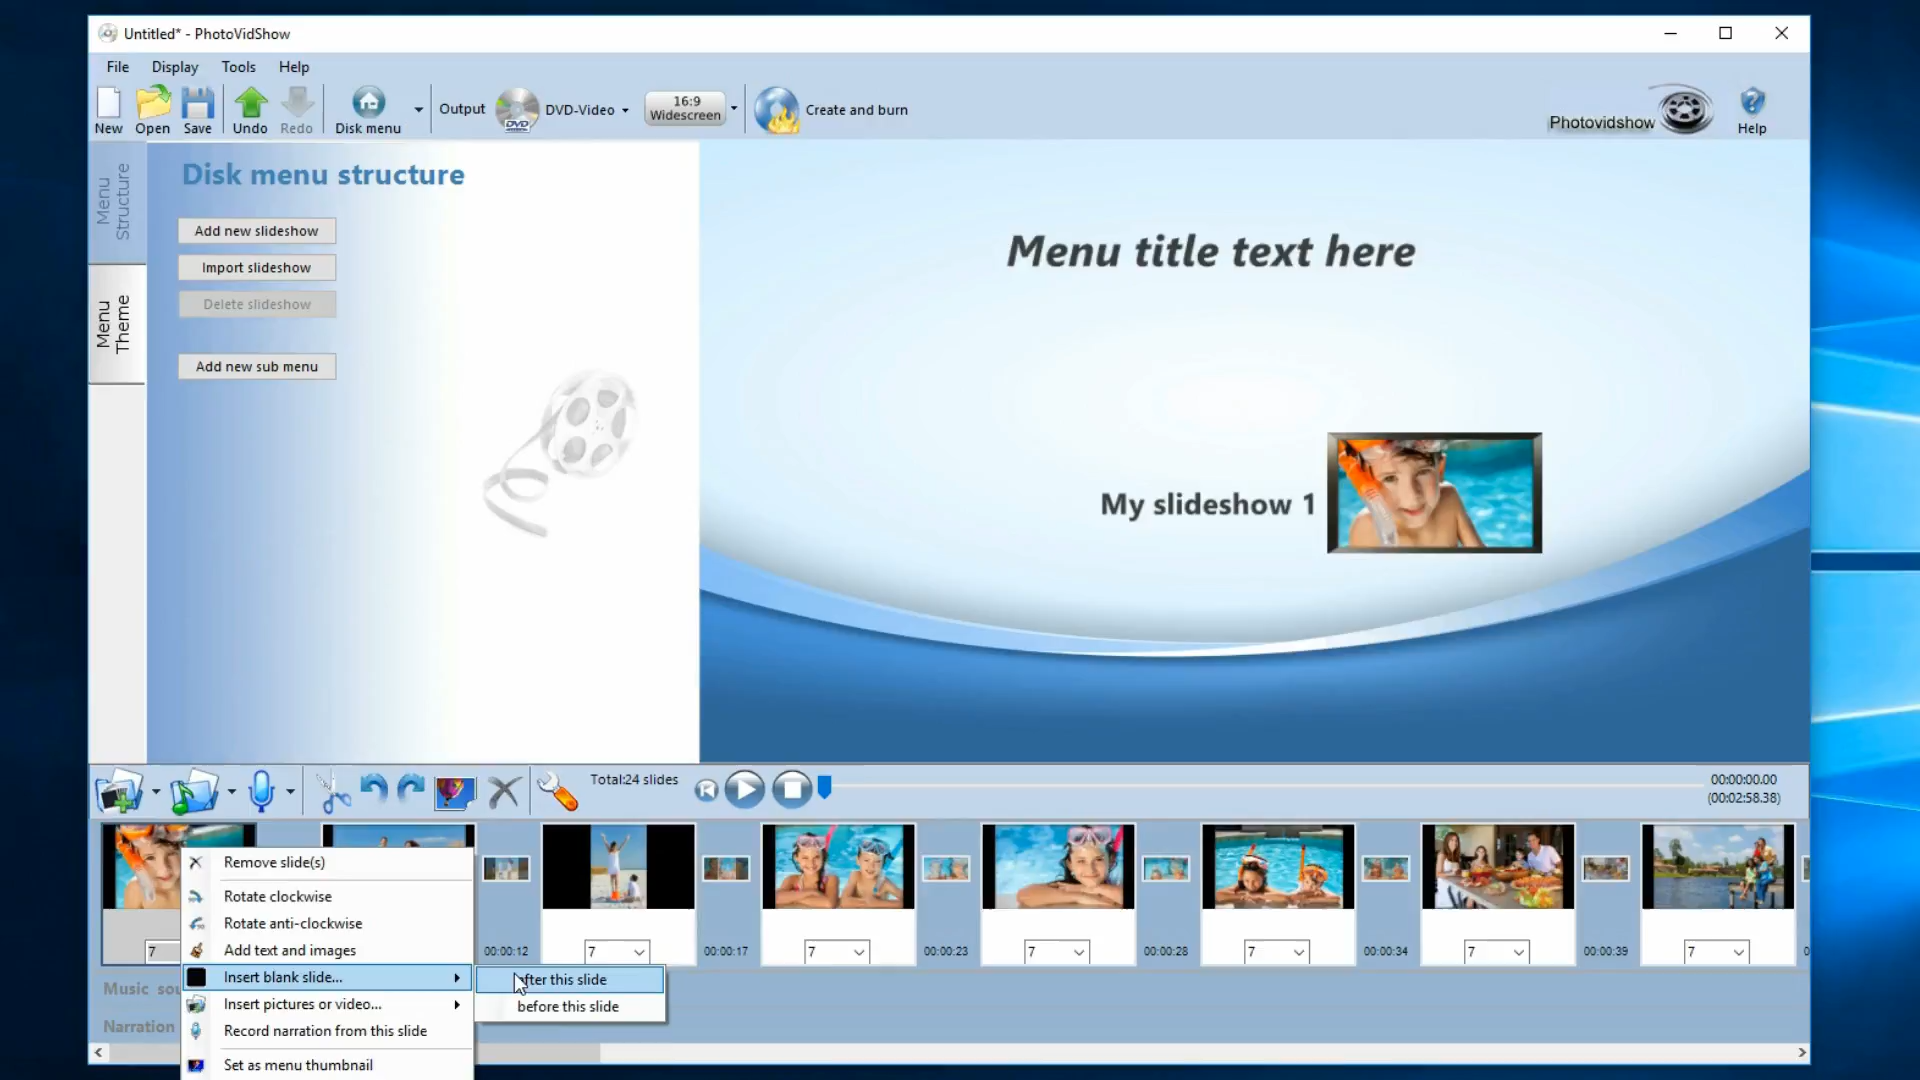 Untitled* - PhotoVidShow
File Display Tools Help
New Open Save Undo Redo Disk menu Output DVD DVD-Video 16:9 Widescreen Create and burn Photovidshow Help
Menu Structure
Menu Theme
Disk menu structure
Add new slideshow
Import slideshow
Delete slideshow
Add new sub menu
Menu title text here
My slideshow 1
Total:24 slides
00:00:00.00
(00:02:58.38)
Remove slide(s)
Rotate clockwise
Rotate anti-clockwise
Add text and images
Insert blank slide...
Insert pictures or video...
Record narration from this slide
Set as menu thumbnail
after this slide
before this slide
7 00:00:12 7 00:00:17 7 00:00:23 7 00:00:28 7 00:00:34 7 00:00:39 7
Narration